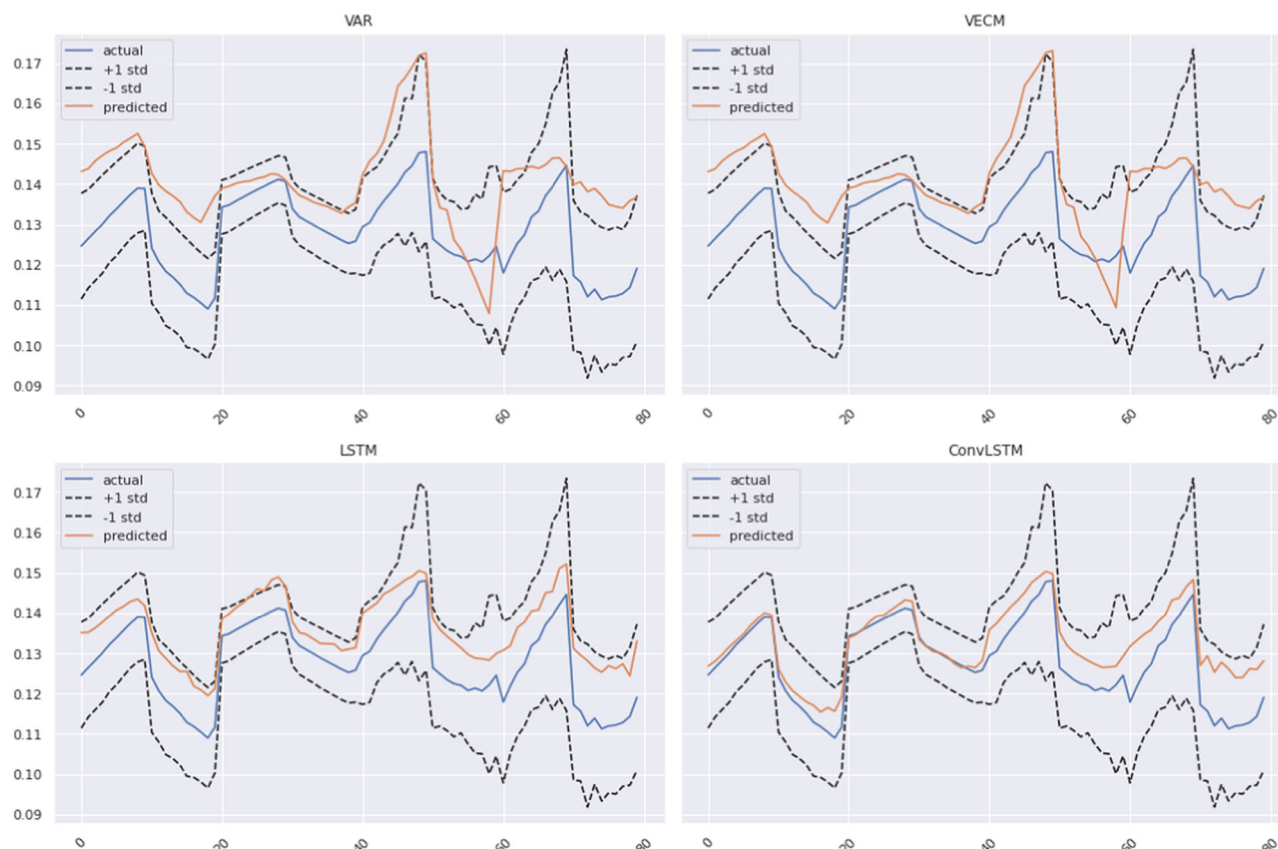 VAR
actual
+1 std
-1 std
predicted
0.17
0.16
0.15
0.14
0.13
0.12
0.11
0.10
0.09
0
20
40
60
80
VECM
actual
+1 std
-1 std
predicted
0
20
40
60
80
LSTM
actual
+1 std
-1 std
predicted
0.17
0.16
0.15
0.14
0.13
0.12
0.11
0.10
0.09
0
20
40
60
80
ConvLSTM
actual
+1 std
-1 std
predicted
0
20
40
60
80